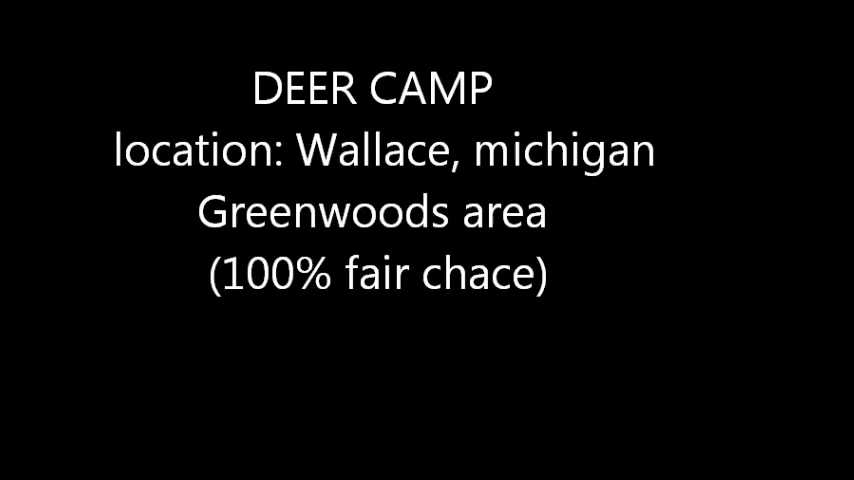 DEER CAMP
location: Wallace, michigan
Greenwoods area
(100% fair chace)